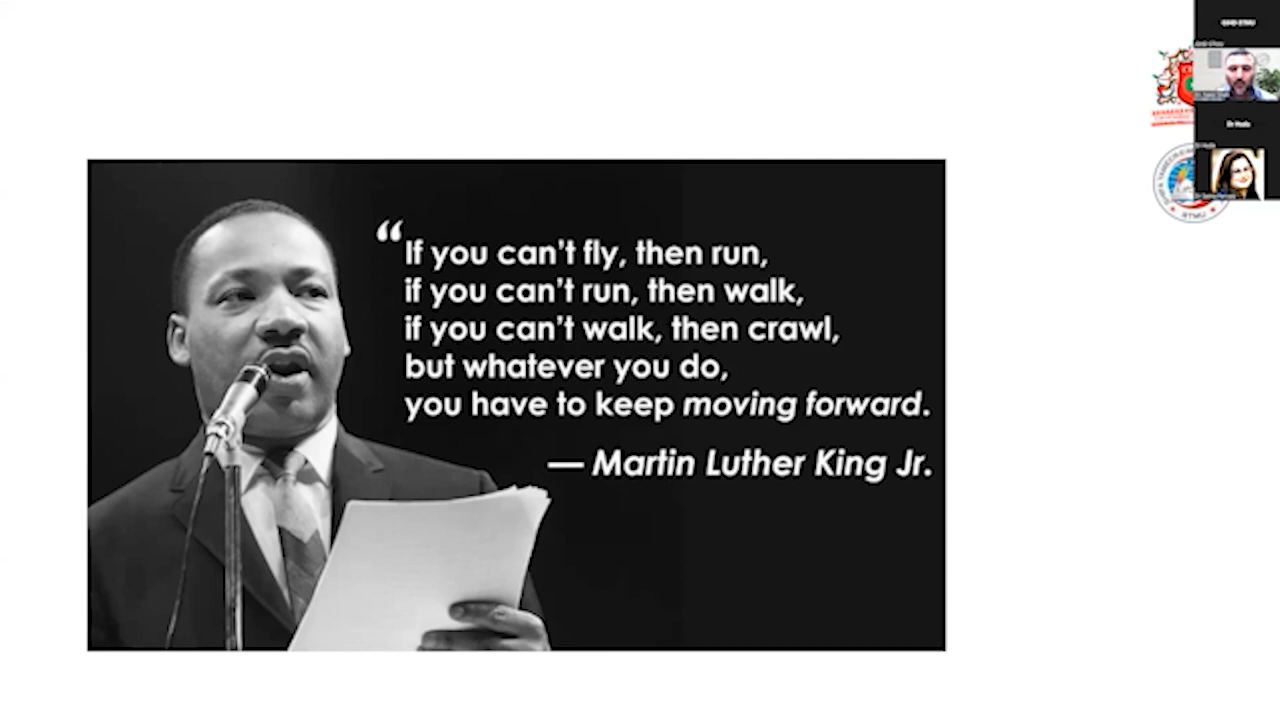 “If you can't fly, then run,
if you can't run, then walk,
if you can't walk, then crawl,
but whatever you do,
you have to keep moving forward.
— Martin Luther King Jr.
STMU